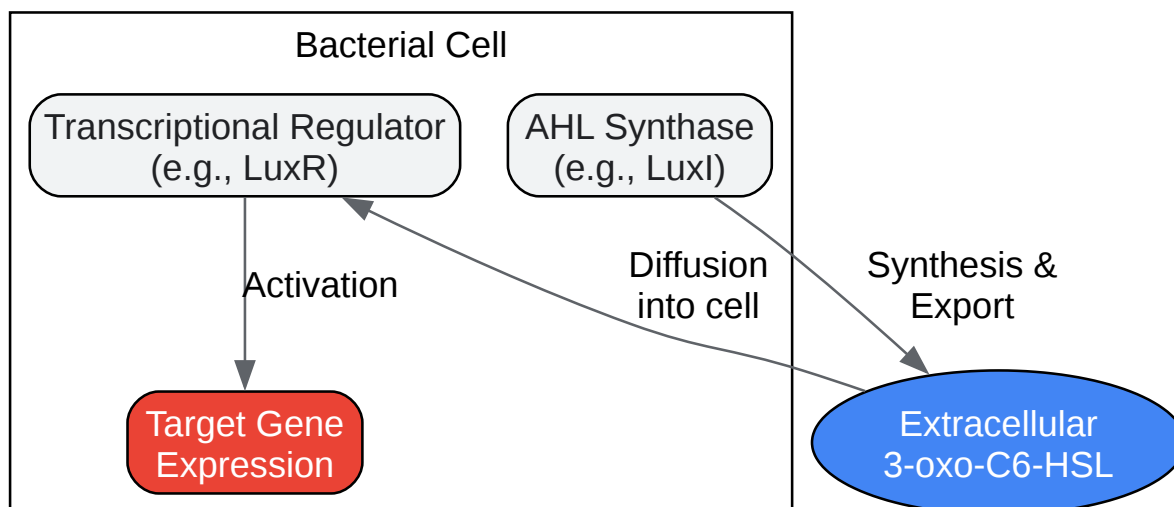 Bacterial Cell
Transcriptional Regulator
(e.g., LuxR)
AHL Synthase
(e.g., LuxI)
Activation
Diffusion
into cell
Synthesis &
Export
Target Gene
Expression
Extracellular
3-oxo-C6-HSL